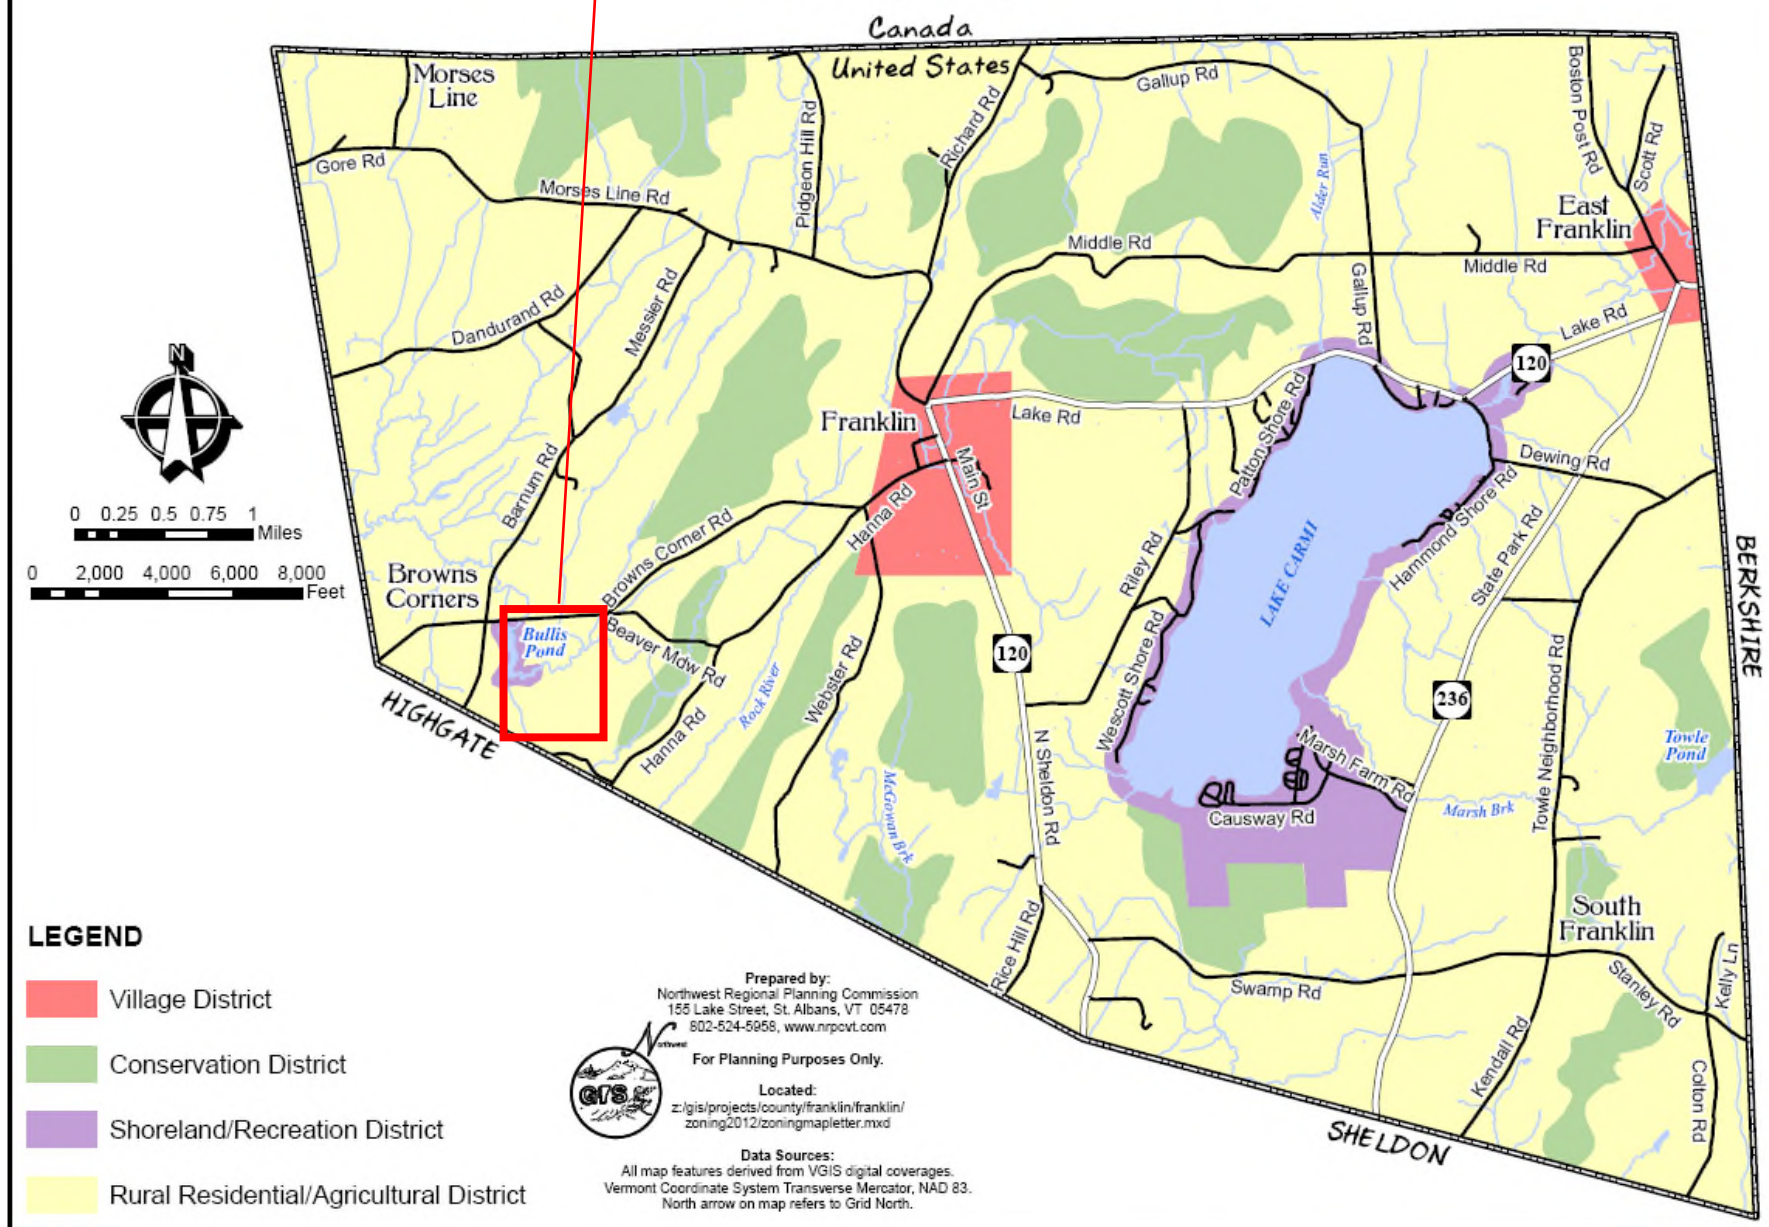 Canada
United States
Morses
Line
Gore Rd
Morses Line Rd
Pidgeon Hill Rd
Richard Rd
Gallup Rd
Boston Post Rd
Scott Rd
Alder Run
East
Franklin
Middle Rd
Middle Rd
Gallup Rd
Dandurand Rd
Messier Rd
Lake Rd
120
N
Franklin
Lake Rd
Patton Shore Rd
Main St
Dewing Rd
Barnum Rd
Hanna Rd
Hammond Shore Rd
State Park Rd
0 0.25 0.5 0.75 1
Miles
0 2,000 4,000 6,000 8,000
Feet
Browns
Corners
Browns Corner Rd
Riley Rd
LAKE CARMI
BERKSHIRE
Bullis
Pond
Beaver Mdw Rd
Rock River
Webster Rd
120
Wescott Shore Rd
236
Towle Neighborhood Rd
HIGHGATE
Hanna Rd
Towle
Pond
N Sheldon Rd
Marsh Farm Rd
McGowan Brk
Causway Rd
Marsh Brk
South
Franklin
Rice Hill Rd
Swamp Rd
Stanley Rd
Kelly Ln
Kendall Rd
Colton Rd
SHELDON
LEGEND
Village District
Conservation District
Shoreland/Recreation District
Rural Residential/Agricultural District
Northwest
GIS
Prepared by:
Northwest Regional Planning Commission
155 Lake Street, St. Albans, VT 05478
802-524-5958, www.nrpcvt.com
For Planning Purposes Only.
Located:
z:/gis/projects/county/franklin/franklin/
zoning2012/zoningmapletter.mxd
Data Sources:
All map features derived from VGIS digital coverages.
Vermont Coordinate System Transverse Mercator, NAD 83.
North arrow on map refers to Grid North.